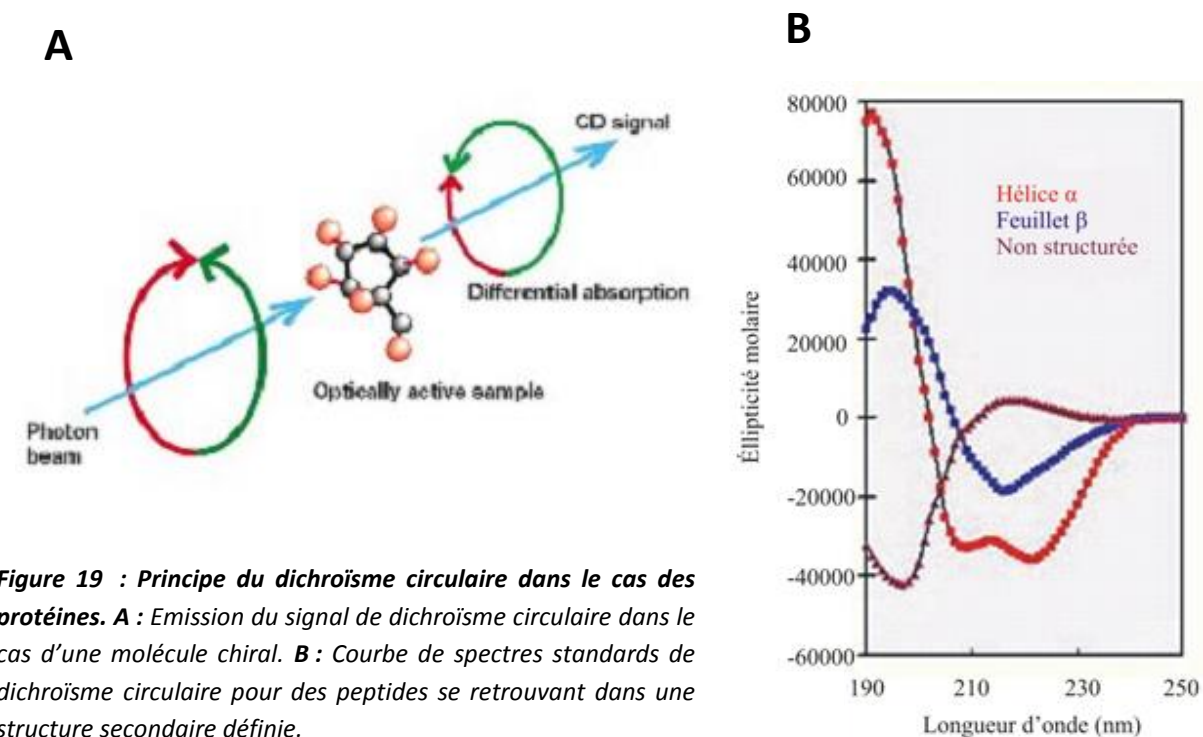 A
CD signal
Differential absorption
Optically active sample
Photon
beam
Figure 19 : Principe du dichroïsme circulaire dans le cas des
protéines. A : Emission du signal de dichroïsme circulaire dans le
cas d'une molécule chiral. B : Courbe de spectres standards de
dichroïsme circulaire pour des peptides se retrouvant dans une
structure secondaire définie.
B
80000
60000
40000
20000
0
-20000
-40000
-60000
Éllipticité molaire
Hélice α
Feuillet β
Non structurée
190
210
230
250
Longueur d'onde (nm)